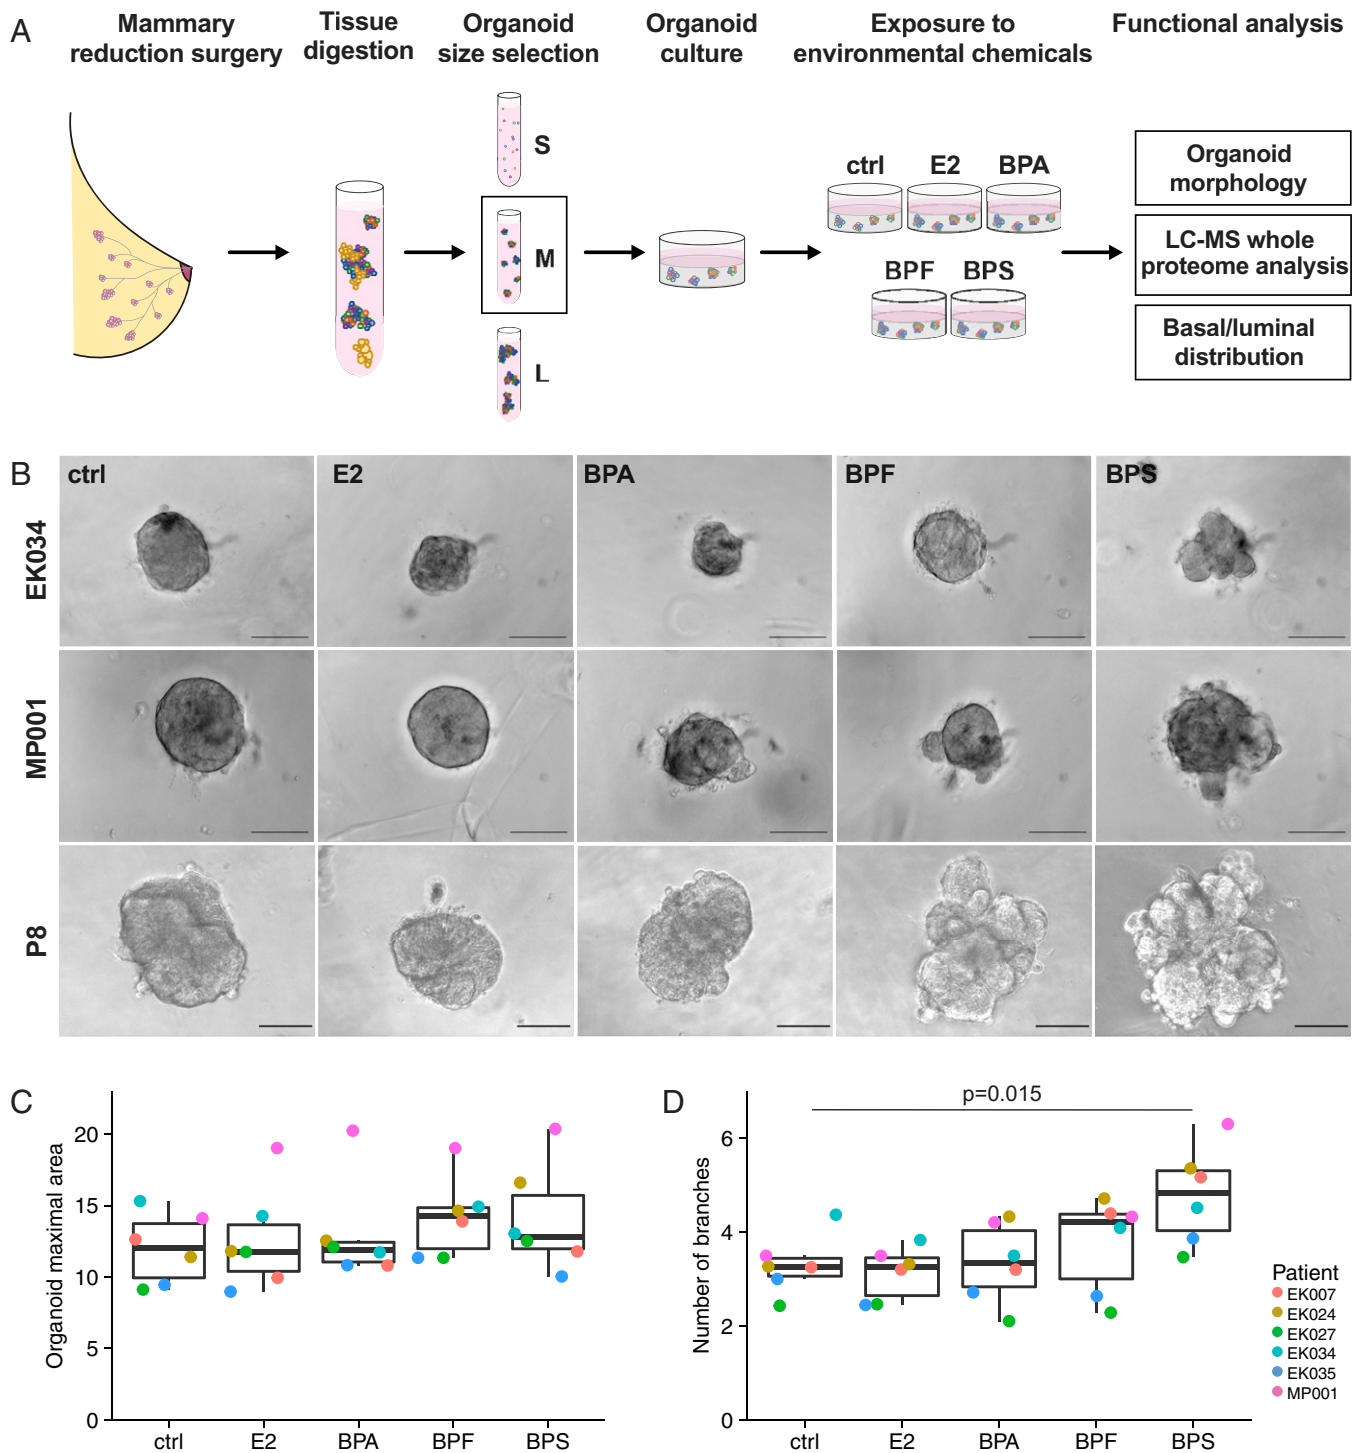 A
Mammary
reduction surgery
Tissue
digestion
Organoid
size selection
Organoid
culture
Exposure to
environmental chemicals
Functional analysis
S
M
L
ctrl
E2
BPA
BPF
BPS
Organoid
morphology
LC-MS whole
proteome analysis
Basal/luminal
distribution
B
ctrl
E2
BPA
BPF
BPS
EK034
MP001
P8
C
Organoid maximal area
20
15
10
5
0
ctrl
E2
BPA
BPF
BPS
D
p=0.015
Number of branches
6
4
2
0
ctrl
E2
BPA
BPF
BPS
Patient
EK007
EK024
EK027
EK034
EK035
MP001